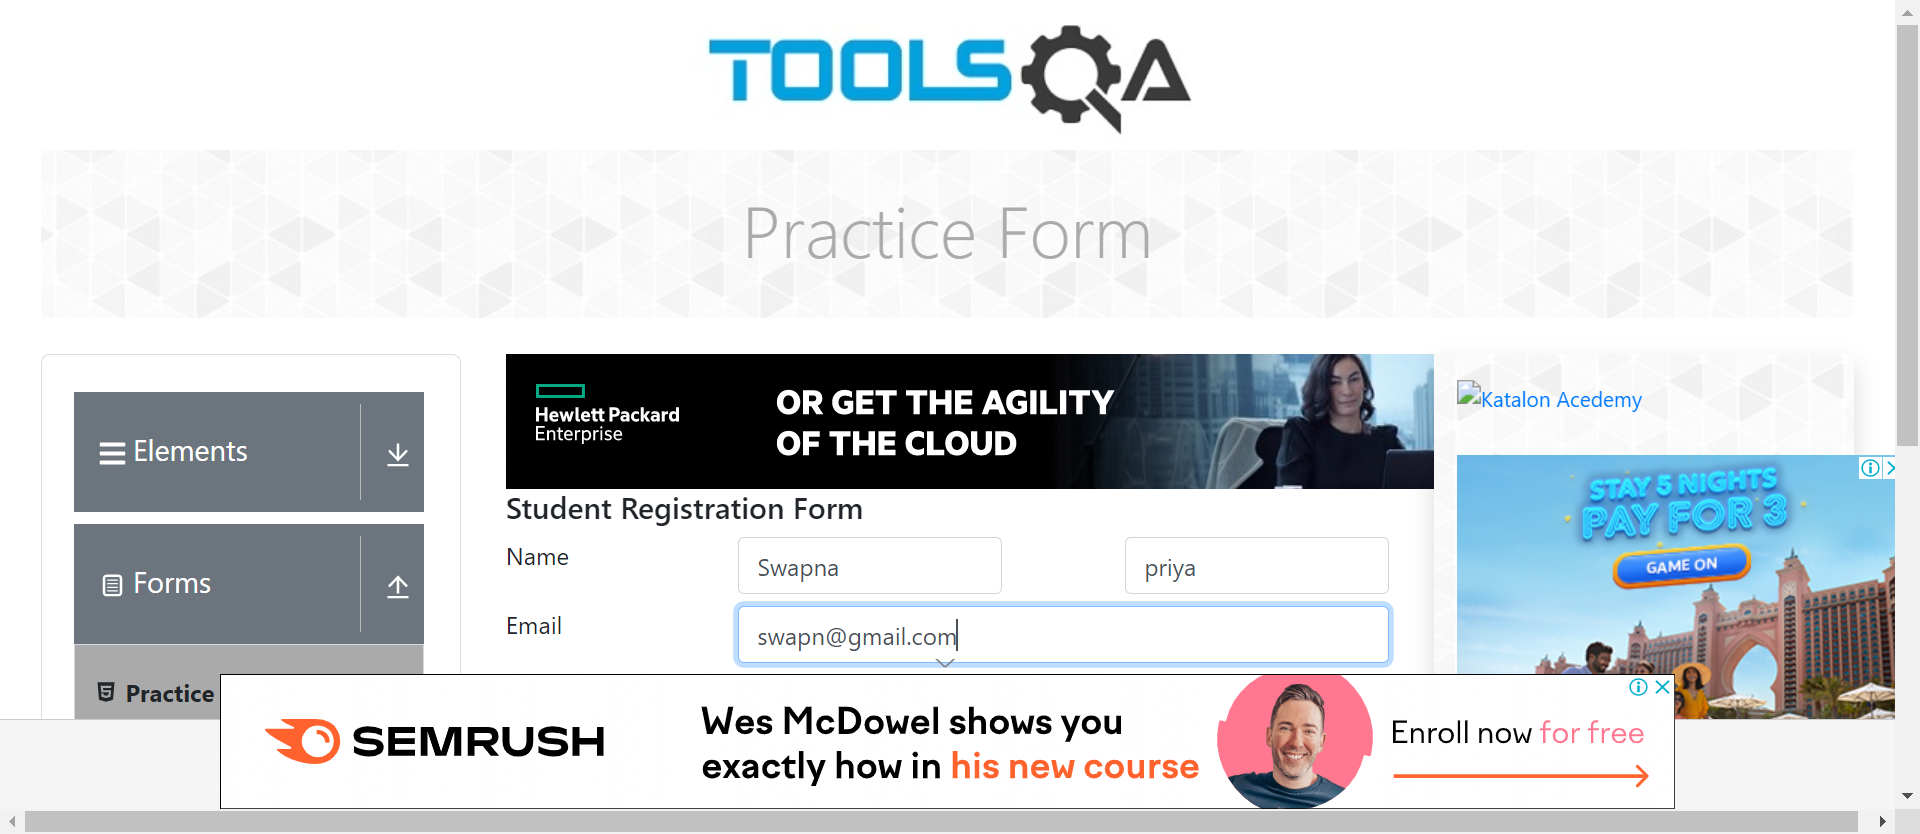 TOOLSQA
Practice Form
Elements
Forms
Practice
Hewlett Packard
Enterprise
OR GET THE AGILITY
OF THE CLOUD
Student Registration Form
Name
Swapna
priya
Email
swapn@gmail.com
Katalon Acedemy
STAY 5 NIGHTS
PAY FOR 3
GAME ON
SEMRUSH
Wes McDowel shows you
exactly how in his new course
Enroll now for free